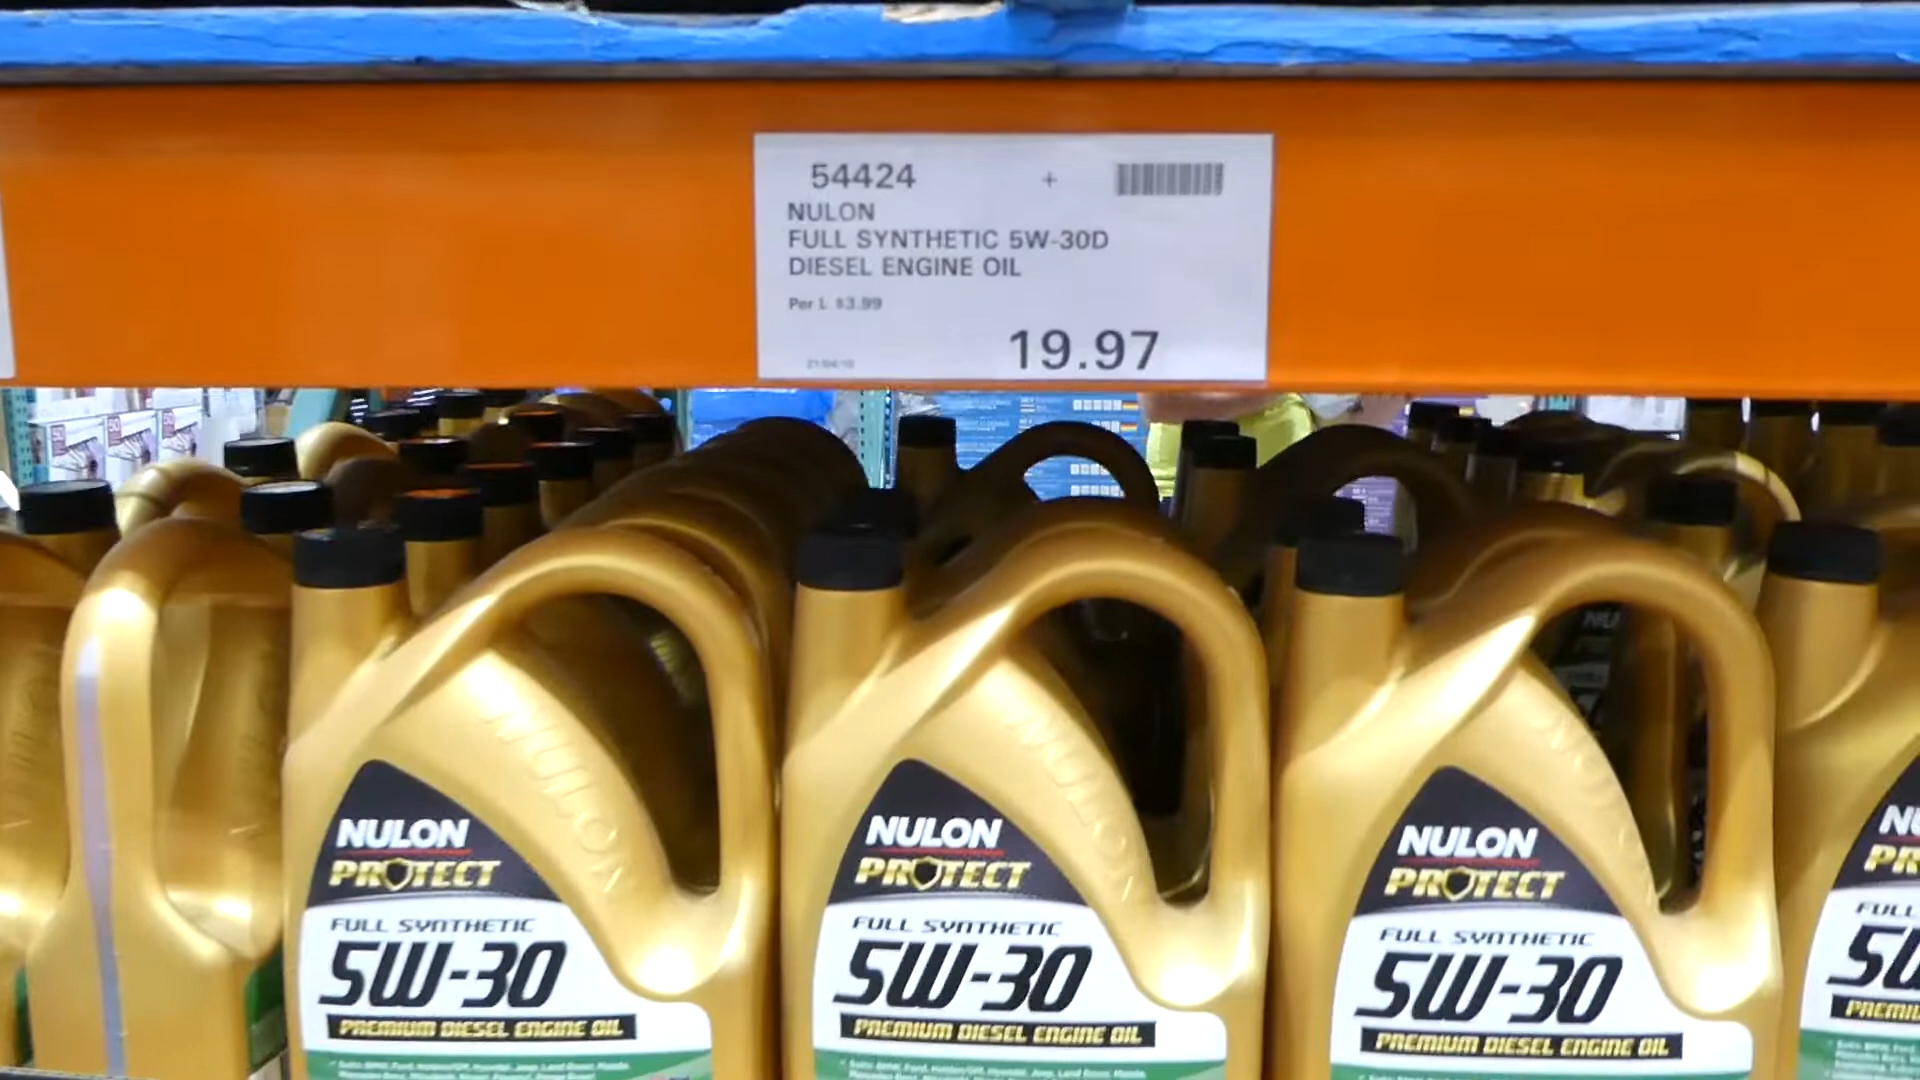 54424 +
NULON
FULL SYNTHETIC 5W-30D
DIESEL ENGINE OIL
Per L $3.99
19.97
NULON
PROTECT
FULL SYNTHETIC
5W-30
PREMIUM DIESEL ENGINE OIL
NULON
PROTECT
FULL SYNTHETIC
5W-30
PREMIUM DIESEL ENGINE OIL
NULON
PROTECT
FULL SYNTHETIC
5W-30
PREMIUM DIESEL ENGINE OIL
NULON
NULON